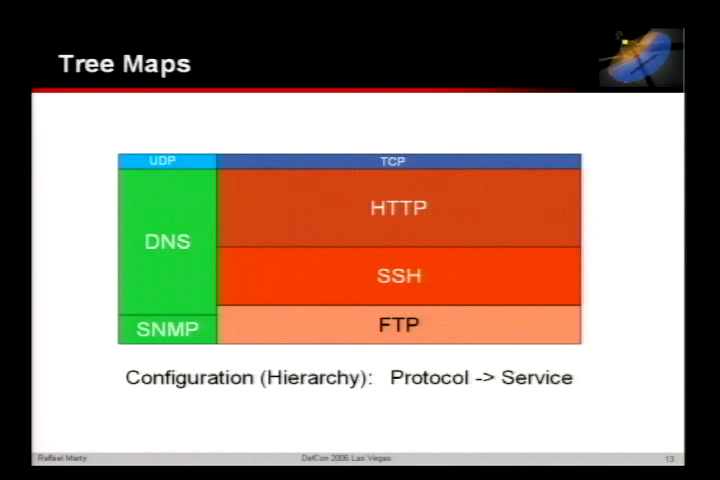 Tree Maps
UDP
TCP
DNS
HTTP
SSH
SNMP
FTP
Configuration (Hierarchy): Protocol -> Service
Raffael Marty
DefCon 2006 Las Vegas
13